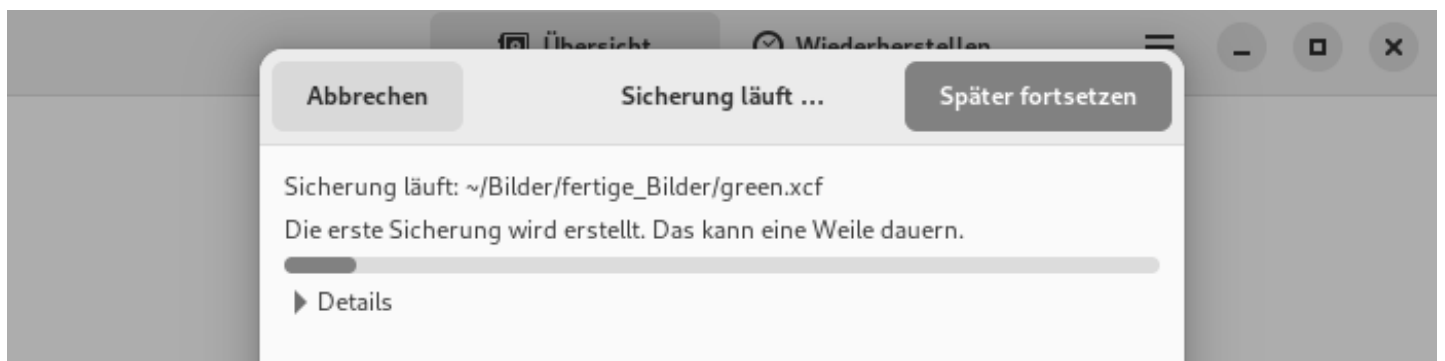 Übersicht
Wiederherstellen
Abbrechen
Sicherung läuft ...
Später fortsetzen
Sicherung läuft: ~/Bilder/fertige_Bilder/green.xcf
Die erste Sicherung wird erstellt. Das kann eine Weile dauern.
Details